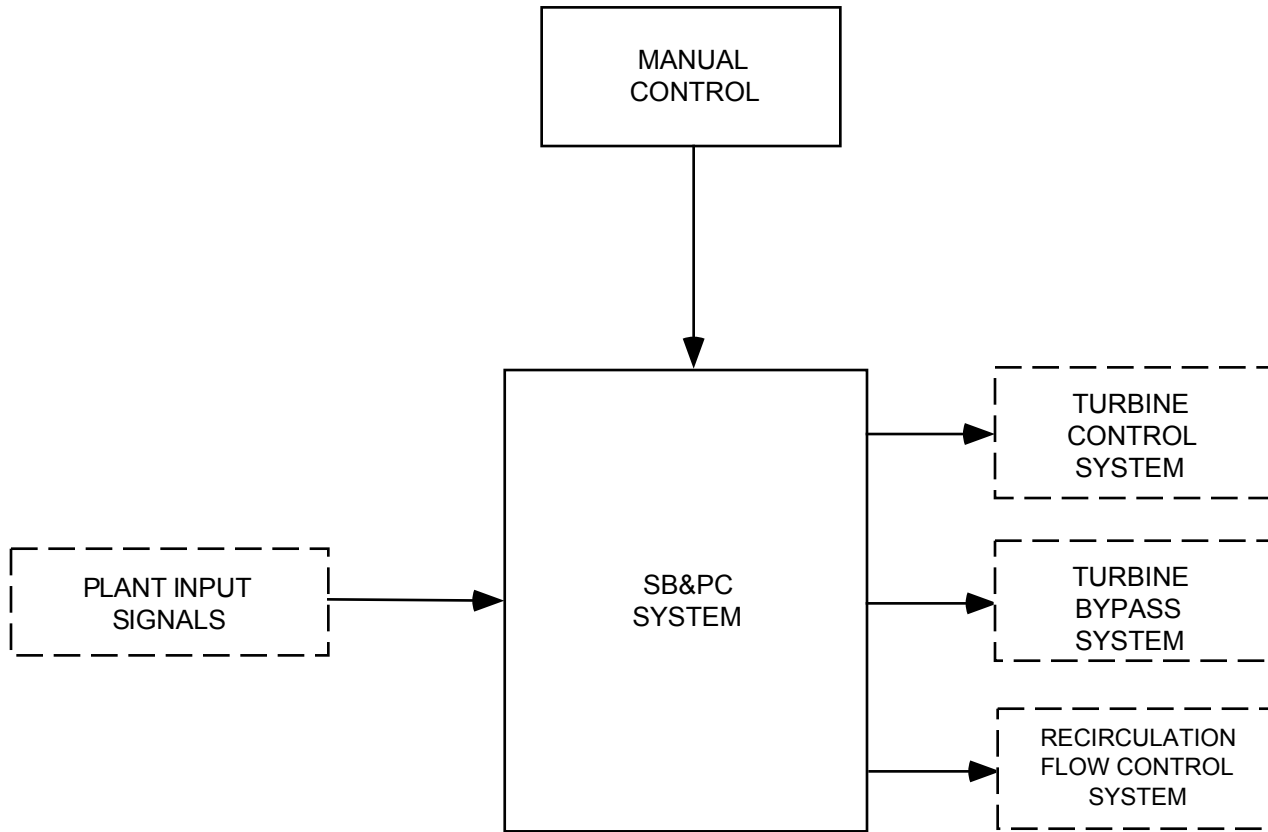 MANUAL
CONTROL
PLANT INPUT
SIGNALS
SB&PC
SYSTEM
TURBINE
CONTROL
SYSTEM
TURBINE
BYPASS
SYSTEM
RECIRCULATION
FLOW CONTROL
SYSTEM